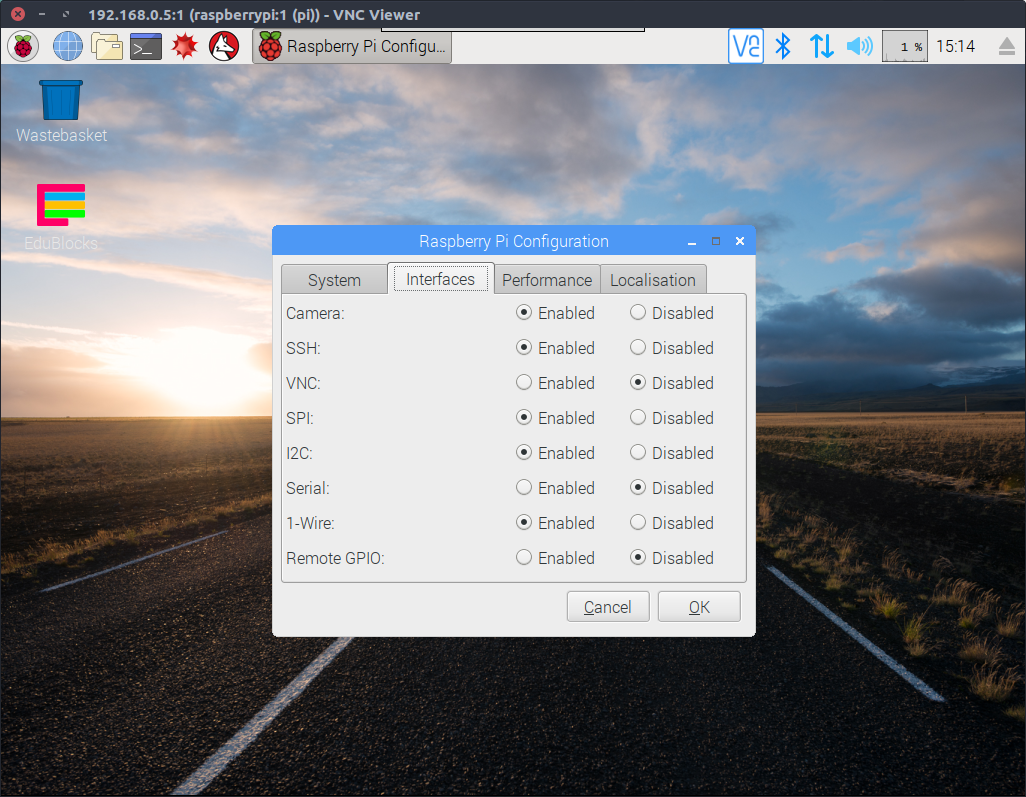 192.168.0.5:1 (raspberrypi:1 (pi)) - VNC Viewer
Raspberry Pi Configu...
1 %
15:14
Wastebasket
EduBlocks
Raspberry Pi Configuration
System Interfaces Performance Localisation
Camera: Enabled Disabled
SSH: Enabled Disabled
VNC: Enabled Disabled
SPI: Enabled Disabled
I2C: Enabled Disabled
Serial: Enabled Disabled
1-Wire: Enabled Disabled
Remote GPIO: Enabled Disabled
Cancel OK